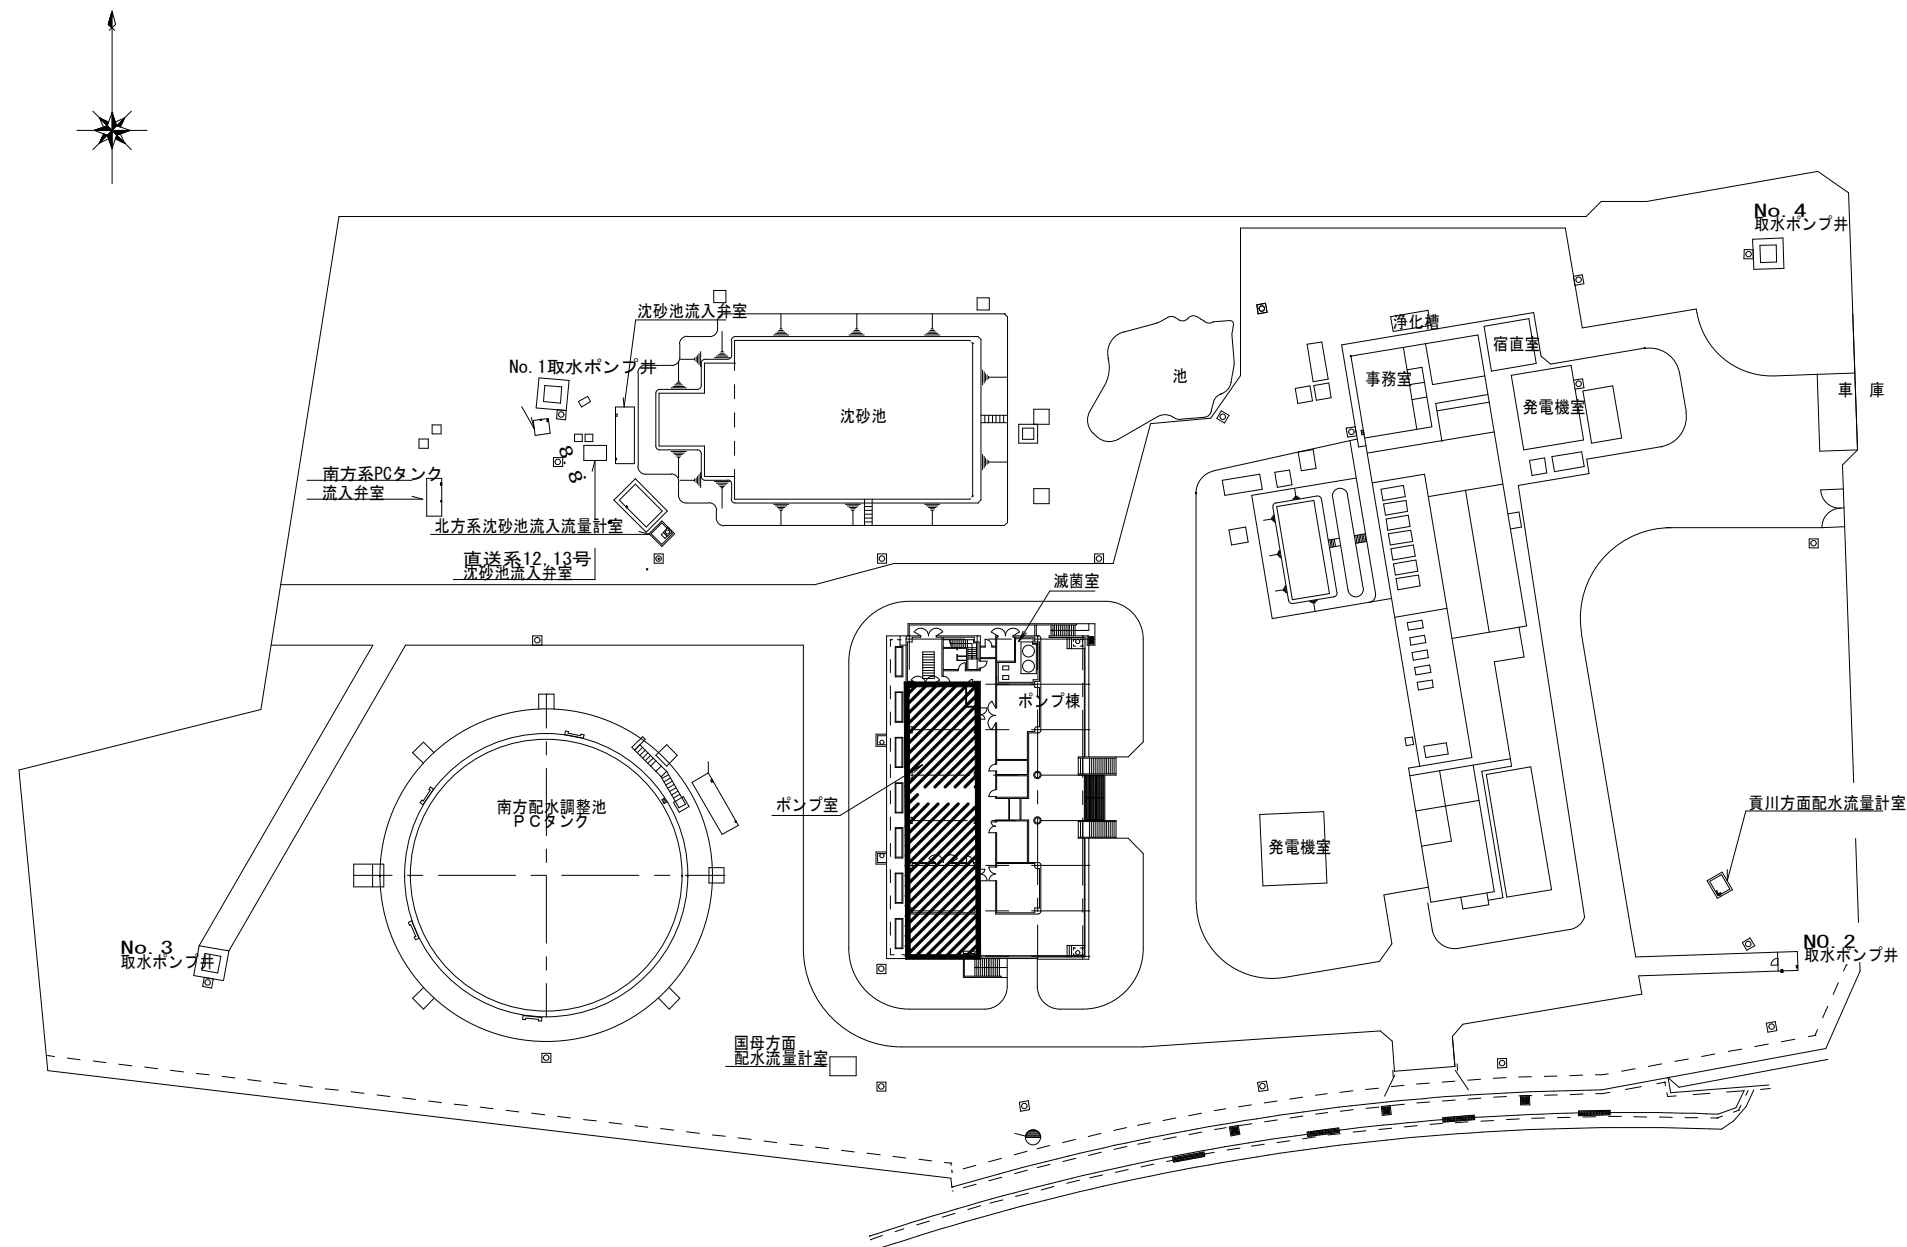 No. 4
取水ポンプ井
沈砂池流入弁室
浄化槽
宿直室
No. 1取水ポンプ井
池
事務室
車 庫
沈砂池
発電機室
8.8
南方系PCタンク
流入弁室
北方系沈砂池流入流量計室
直送系12, 13号
沈砂池流入弁室
滅菌室
ポンプ棟
ポンプ室
南方配水調整池
PCタンク
貢川方面配水流量計室
発電機室
No. 3
取水ポンプ井
NO. 2
取水ポンプ井
国母方面
配水流量計室